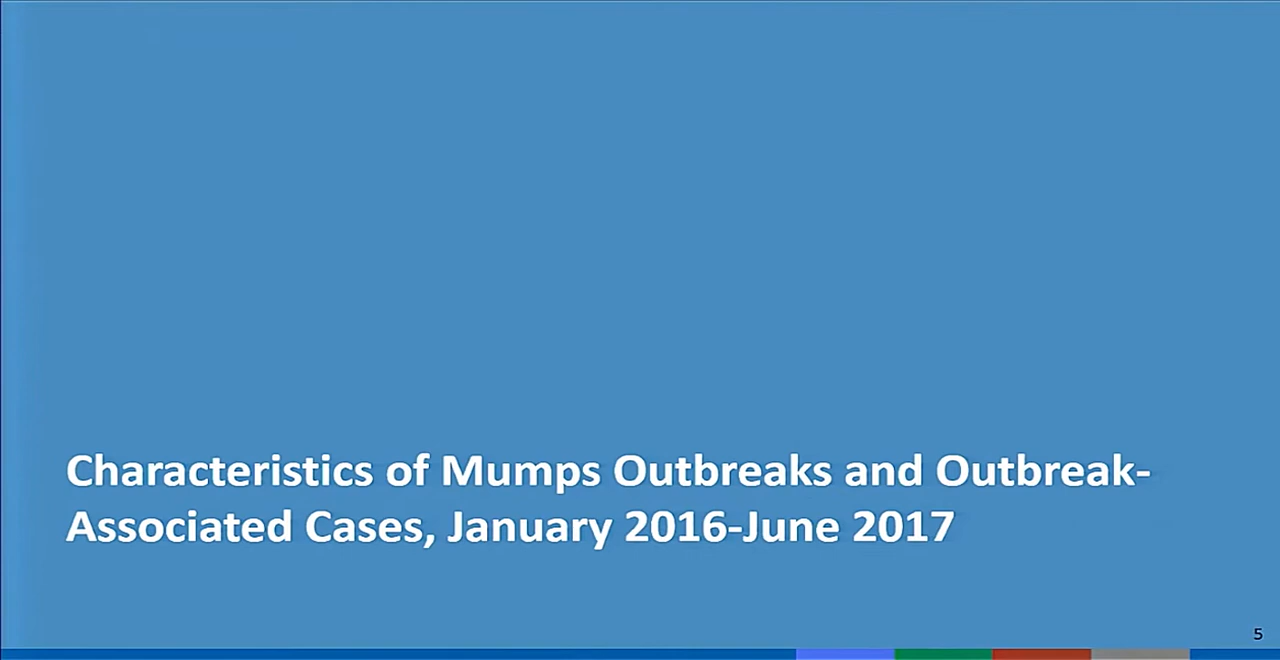 Characteristics of Mumps Outbreaks and Outbreak-
Associated Cases, January 2016-June 2017
5